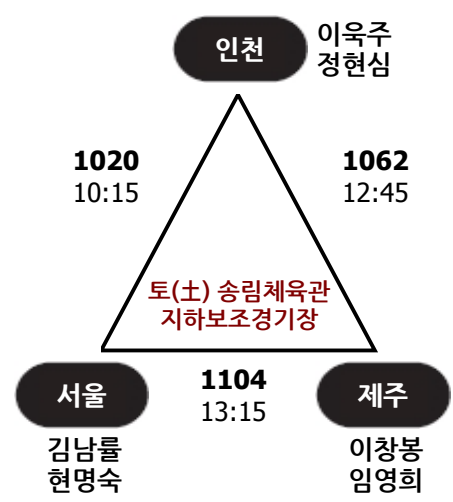 인천
이욱주
정현심
1020
10:15
1062
12:45
토(土) 송림체육관
지하보조경기장
서울
1104
13:15
제주
김남률
현명숙
이창봉
임영희